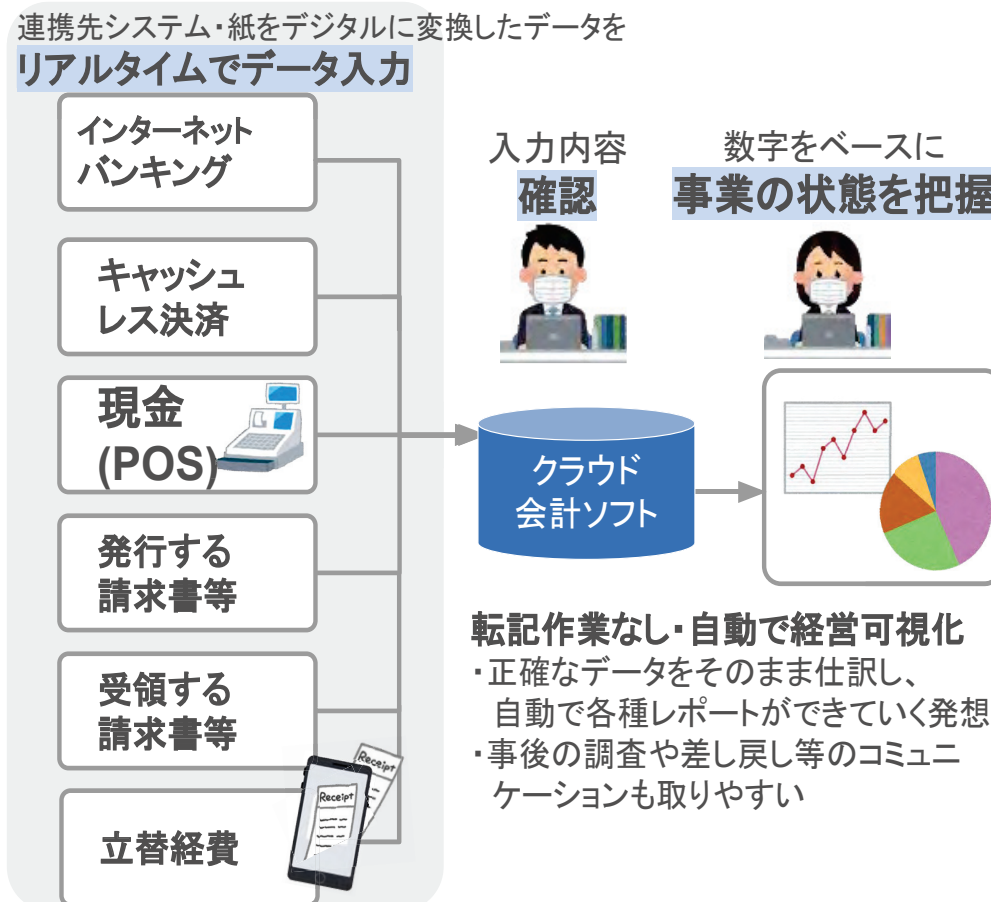 連携先システム・紙をデジタルに変換したデータを
リアルタイムでデータ入力
インターネット
バンキング
キャッシュ
レス決済
現金
(POS)
発行する
請求書等
受領する
請求書等
Receipt
Receipt
立替経費
入力内容
確認
数字をベースに
事業の状態を把握
クラウド
会計ソフト
転記作業なし・自動で経営可視化
・正確なデータをそのまま仕訳し、
自動で各種レポートができていく発想
・事後の調査や差し戻し等のコミュニ
ケーションも取りやすい